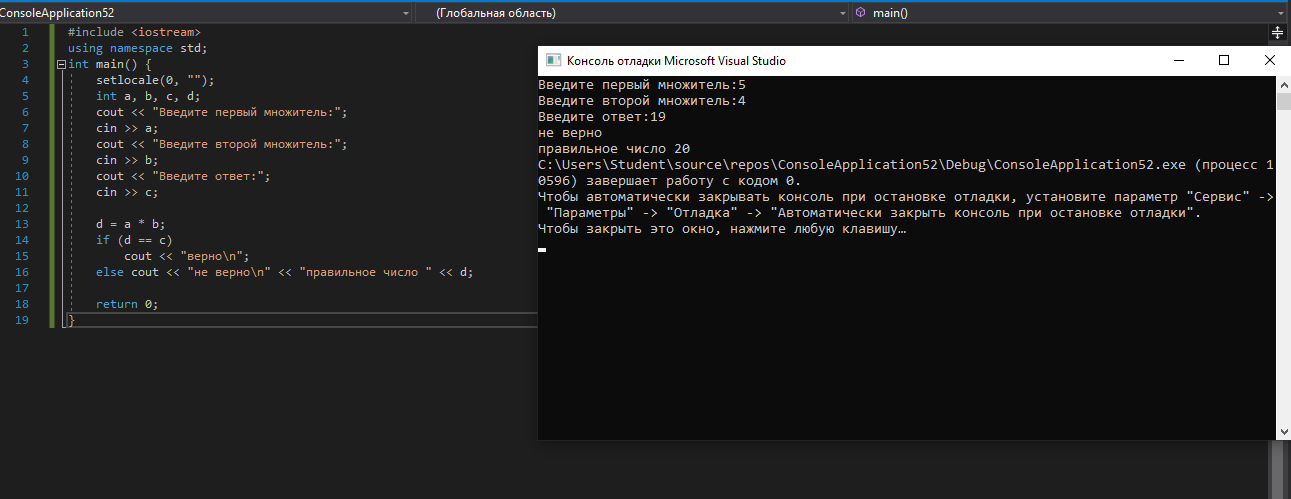 ConsoleApplication52 (Глобальная область) main()
1 #include <iostream>
2 using namespace std;
3 int main() {
4 setlocale(0, "");
5 int a, b, c, d;
6 cout << "Введите первый множитель:";
7 cin >> a;
8 cout << "Введите второй множитель:";
9 cin >> b;
10 cout << "Введите ответ:";
11 cin >> c;
12
13 d = a * b;
14 if (d == c)
15 cout << "верно\n";
16 else cout << "не верно\n" << "правильное число " << d;
17
18 return 0;
19 }
Консоль отладки Microsoft Visual Studio
Введите первый множитель:5
Введите второй множитель:4
Введите ответ:19
не верно
правильное число 20
C:\Users\Student\source\repos\ConsoleApplication52\Debug\ConsoleApplication52.exe (процесс 1
0596) завершает работу с кодом 0.
Чтобы автоматически закрывать консоль при остановке отладки, установите параметр "Сервис" ->
"Параметры" -> "Отладка" -> "Автоматически закрыть консоль при остановке отладки".
Чтобы закрыть это окно, нажмите любую клавишу…